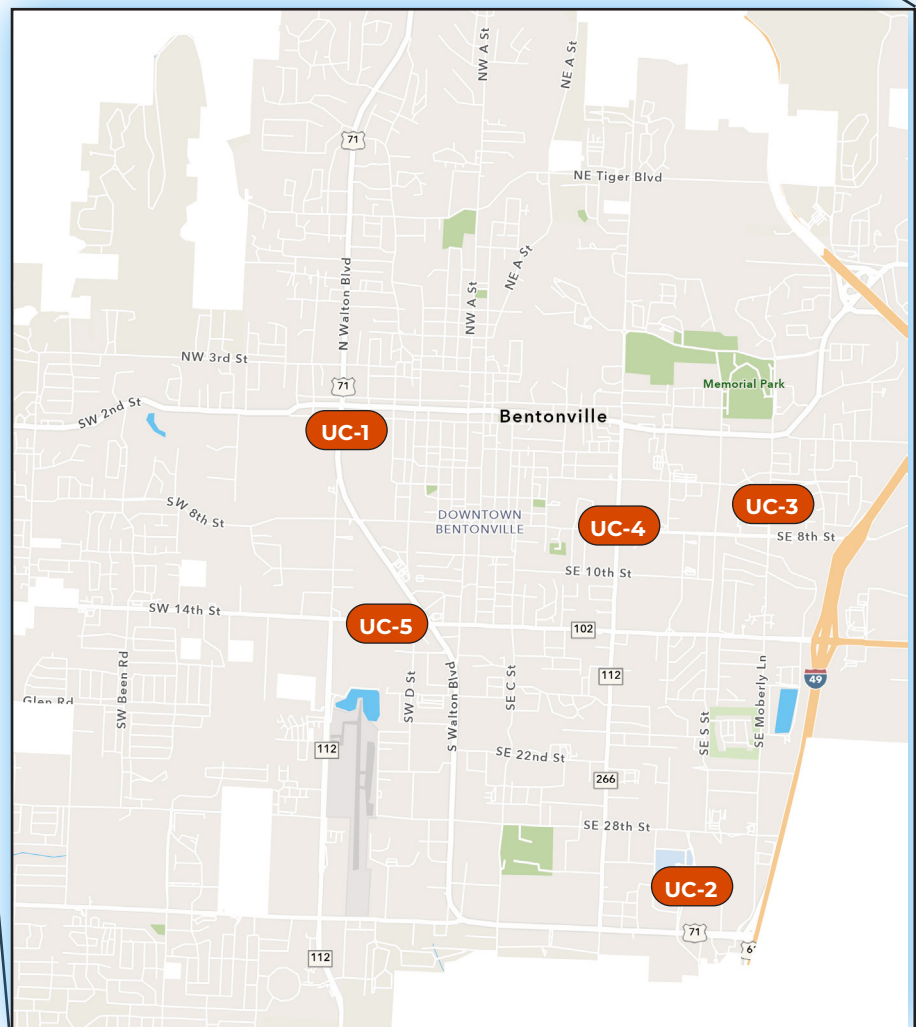 NW A St
NE A St
71
NE Tiger Blvd
NE A St
N Walton Blvd
NW A St
NW 3rd St
71
Memorial Park
SW 2nd St
Bentonville
UC-1
SW 8th St
UC-3
DOWNTOWN
BENTONVILLE
UC-4
SE 8th St
SE 10th St
SW 14th St
UC-5
102
SW Been Rd
Glen Rd
SW D St
S Walton Blvd
SE C St
112
SE S St
SE Moberly Ln
49
112
SE 22nd St
266
SE 28th St
UC-2
71
112